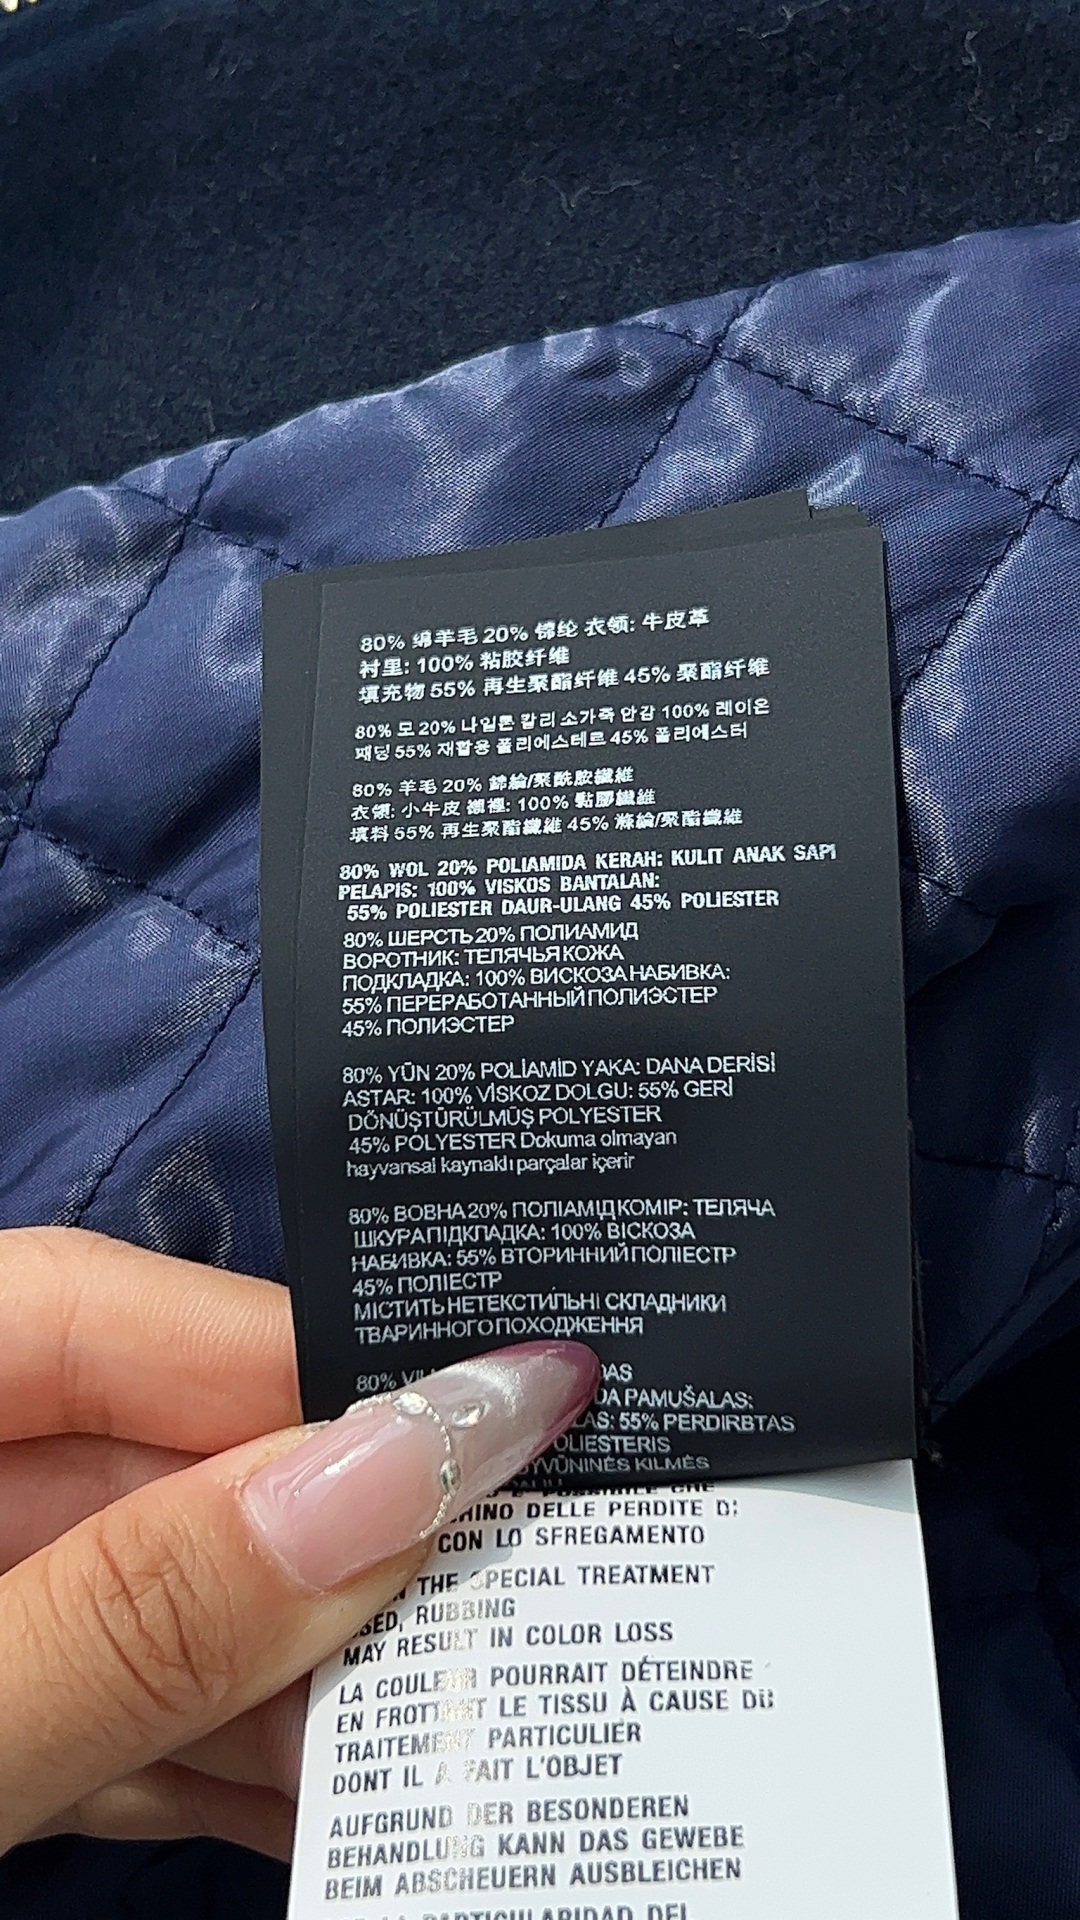 80% 绵羊毛 20% 锦纶 衣领: 牛皮革
衬里: 100% 粘胶纤维
填充物 55% 再生聚酯纤维 45% 聚酯纤维
80% 모 20% 나일론 칼라 소가죽 안감 100% 레이온
패딩 55% 재활용 폴리에스테르 45% 폴리에스터
80% 羊毛 20% 錦綸/聚酰胺纖維
衣領: 小牛皮 襯裡: 100% 黏膠纖維
填料 55% 再生聚酯纖維 45% 滌綸/聚酯纖維
80% WOL 20% POLIAMIDA KERAH: KULIT ANAK SAPI
PELAPIS: 100% VISKOS BANTALAN:
55% POLIESTER DAUR-ULANG 45% POLIESTER
80% ШЕРСТЬ 20% ПОЛИАМИД
ВОРОТНИК: ТЕЛЯЧЬЯ КОЖА
ПОДКЛАДКА: 100% ВИСКОЗА НАБИВКА:
55% ПЕРЕРАБОТАННЫЙ ПОЛИЭСТЕР
45% ПОЛИЭСТЕР
80% YÜN 20% POLİAMİD YAKA: DANA DERİSİ
ASTAR: 100% VİSKOZ DOLGU: 55% GERİ
DÖNÜŞTÜRÜLMÜŞ POLYESTER
45% POLYESTER Dokuma olmayan
hayvansal kaynaklı parçalar içerir
80% ВОВНА 20% ПОЛІАМІД КОМІР: ТЕЛЯЧА
ШКУРА ПІДКЛАДКА: 100% ВІСКОЗА
НАБИВКА: 55% ВТОРИННИЙ ПОЛІЕСТР
45% ПОЛІЕСТР
МІСТИТЬ НЕТЕКСТИЛЬНІ СКЛАДНИКИ
ТВАРИННОГО ПОХОДЖЕННЯ
80%
PAMUŠALAS:
55% PERDIRBTAS
OLIESTERIS
KILMĖS
DELLE PERDITE DI
CON LO SFREGAMENTO
THE SPECIAL TREATMENT
RUBBING
MAY RESULT IN COLOR LOSS
LA COULEUR POURRAIT DÉTEINDRE
EN FROTTANT LE TISSU À CAUSE DU
TRAITEMENT PARTICULIER
DONT IL A FAIT L'OBJET
AUFGRUND DER BESONDEREN
BEHANDLUNG KANN DAS GEWEBE
BEIM ABSCHEUERN AUSBLEICHEN